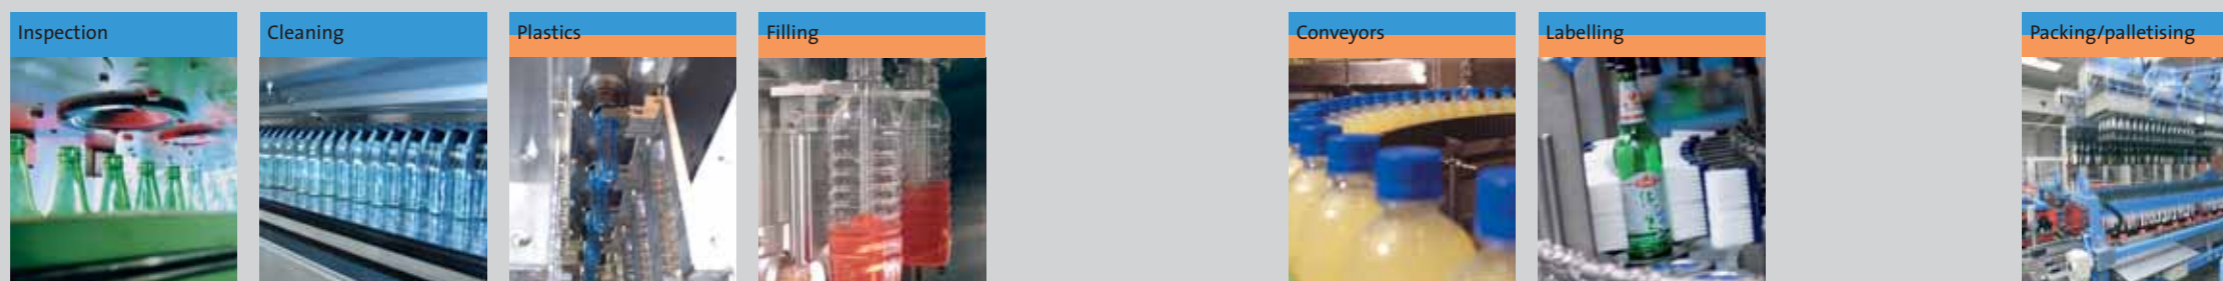 Inspection
Cleaning
Plastics
Filling
Conveyors
Labelling
Packing/palletising